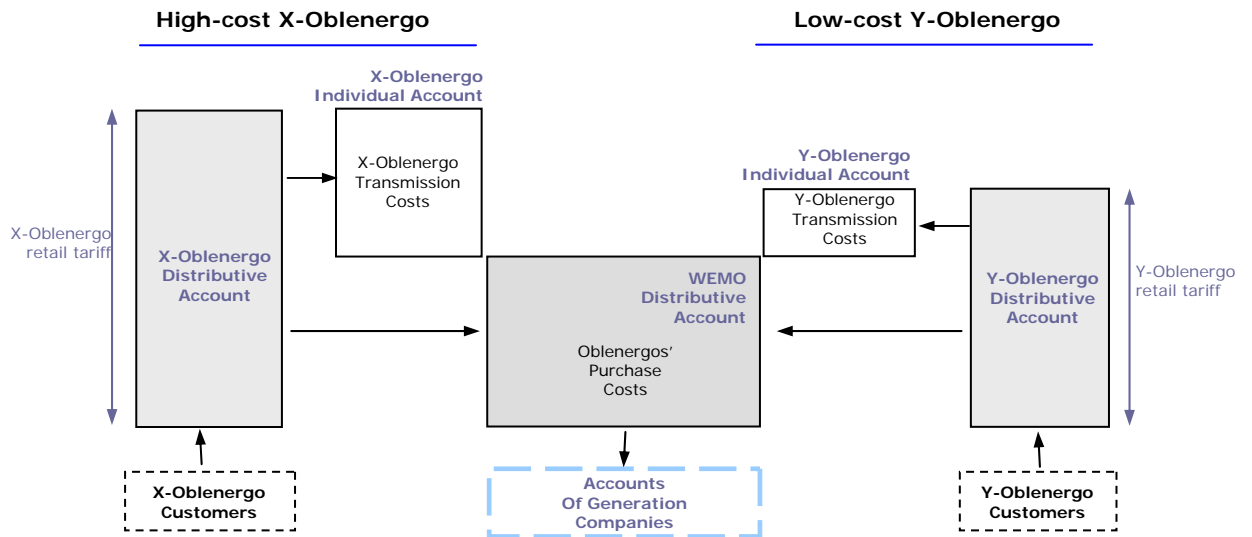 High-cost X-Oblenergo
Low-cost Y-Oblenergo
X-Oblenergo
Individual Account
X-Oblenergo
Transmission
Costs
Y-Oblenergo
Individual Account
Y-Oblenergo
Transmission
Costs
X-Oblenergo
retail tariff
X-Oblenergo
Distributive
Account
WEMO
Distributive
Account
Oblenergos'
Purchase
Costs
Y-Oblenergo
Distributive
Account
Y-Oblenergo
retail tariff
X-Oblenergo
Customers
Accounts
Of Generation
Companies
Y-Oblenergo
Customers